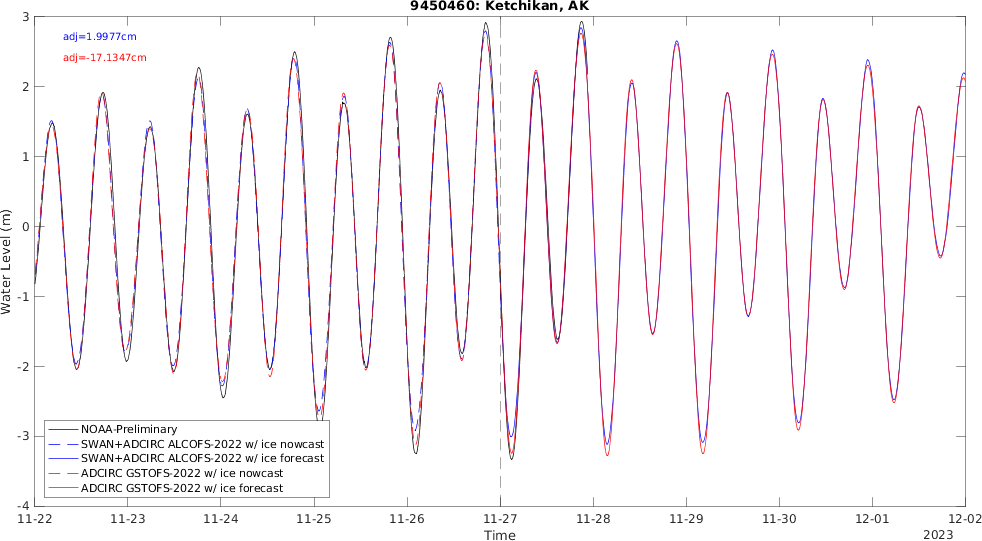 9450460: Ketchikan, AK
adj=1.9977cm
adj=-17.1347cm
Water Level (m)
3
2
1
0
-1
-2
-3
-4
NOAA-Preliminary
SWAN+ADCIRC ALCOFS-2022 w/ ice nowcast
SWAN+ADCIRC ALCOFS-2022 w/ ice forecast
ADCIRC GSTOFS-2022 w/ ice nowcast
ADCIRC GSTOFS-2022 w/ ice forecast
11-22 11-23 11-24 11-25 11-26 11-27 11-28 11-29 11-30 12-01 12-02
Time
2023